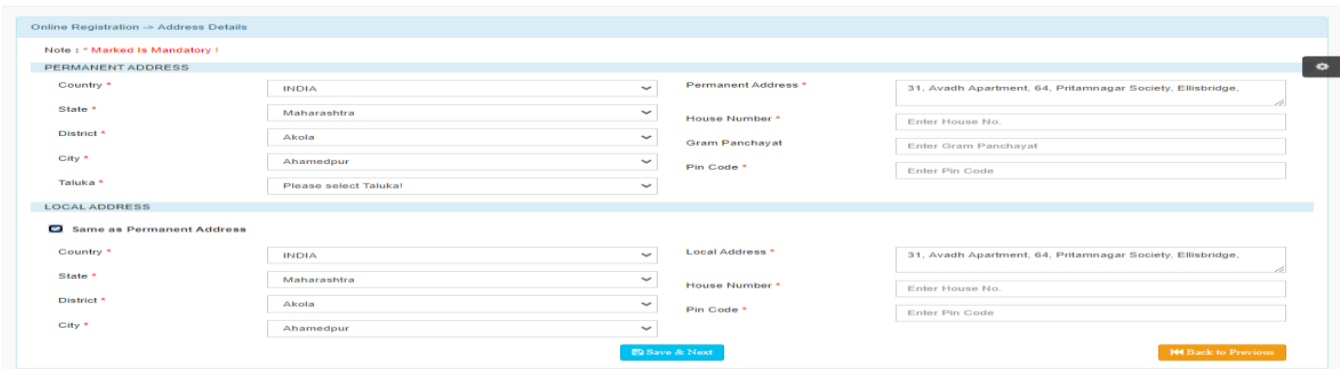 Online Registration -> Address Details
Note : * Marked Is Mandatory !
PERMANENT ADDRESS
Country * INDIA
Permanent Address * 31, Avadh Apartment, 64, Pritamnagar Society, Ellisbridge,
State * Maharashtra
House Number * Enter House No.
District * Akola
Gram Panchayat Enter Gram Panchayat
City * Ahamedpur
Pin Code * Enter Pin Code
Taluka * Please select Taluka!
LOCAL ADDRESS
Same as Permanent Address
Country * INDIA
Local Address * 31, Avadh Apartment, 64, Pritamnagar Society, Ellisbridge,
State * Maharashtra
House Number * Enter House No.
District * Akola
Pin Code * Enter Pin Code
City * Ahamedpur
Save & Next
Back to Previous